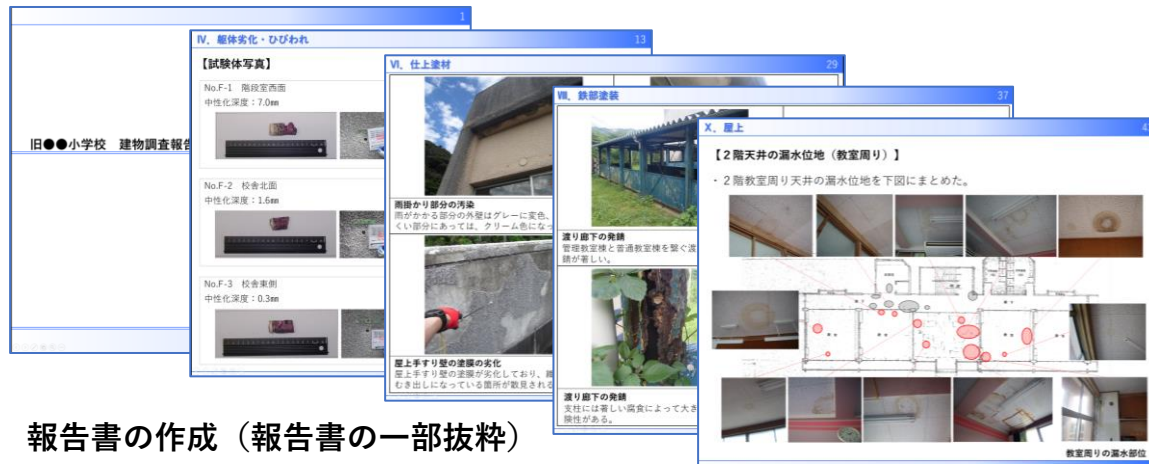 1
旧●●小学校 建物調査報告
Ⅳ．躯体劣化・ひびわれ 13
【試験体写真】
No.F-1 階段室西面
中性化深度：7.0㎜
No.F-2 校舎北面
中性化深度：1.6㎜
No.F-3 校舎東側
中性化深度：0.3㎜
Ⅵ．仕上塗材 29
雨掛かり部分の汚染
雨がかかる部分の外壁はグレーに変色、
くい部分にあっては、クリーム色になっ
屋上手すり壁の塗膜の劣化
屋上手すり壁の塗膜が劣化しており、
むき出しになっている箇所が散見される
Ⅷ．鉄部塗装 37
渡り廊下の発錆
管理教室棟と普通教室棟を繋ぐ渡
錆が著しい。
渡り廊下の発錆
支柱には著しい腐食によって大き
険性がある。
Ⅹ．屋上
【２階天井の漏水位地（教室周り）】
・２階教室周り天井の漏水位地を下図にまとめた。
教室周りの漏水部位
報告書の作成（報告書の一部抜粋）